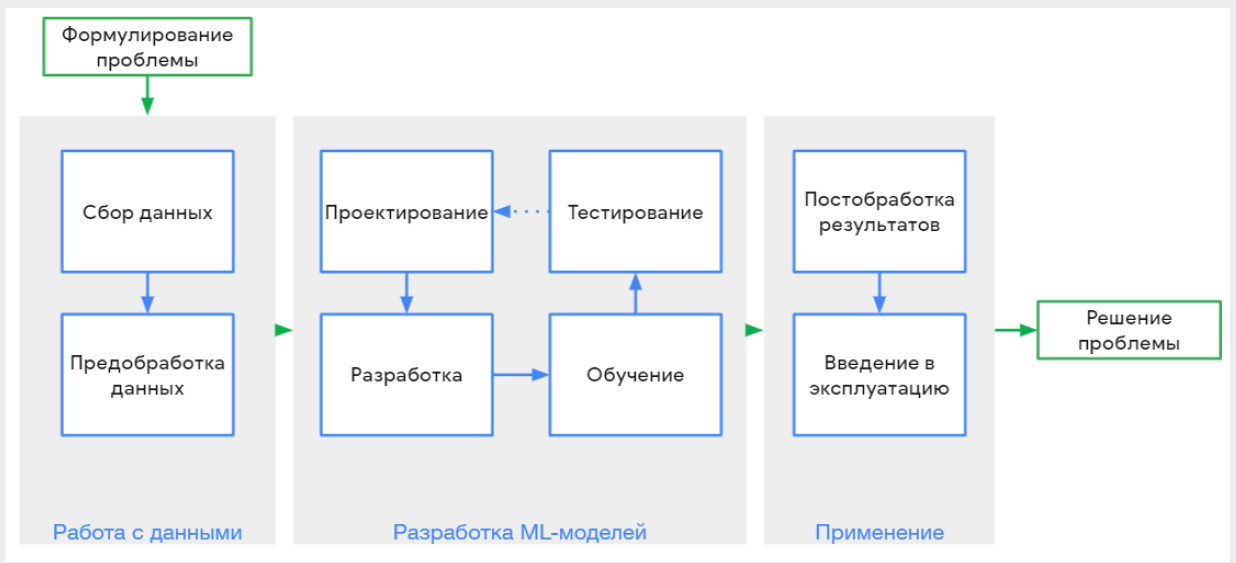 Формулирование
проблемы
Сбор данных
Предобработка
данных
Работа с данными
Проектирование
Тестирование
Разработка
Обучение
Разработка ML-моделей
Постобработка
результатов
Введение в
эксплуатацию
Применение
Решение
проблемы